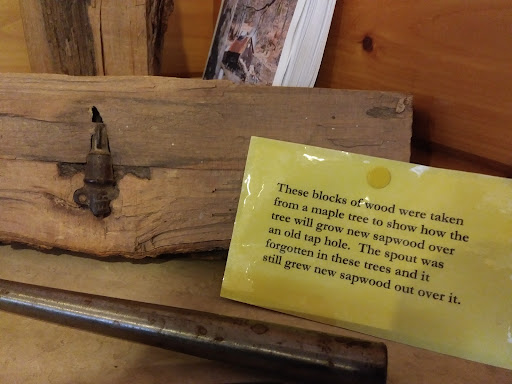 These blocks of wood were taken
from a maple tree to show how the
tree will grow new sapwood over
an old tap hole. The spout was
forgotten in these trees and it
still grew new sapwood out over it.